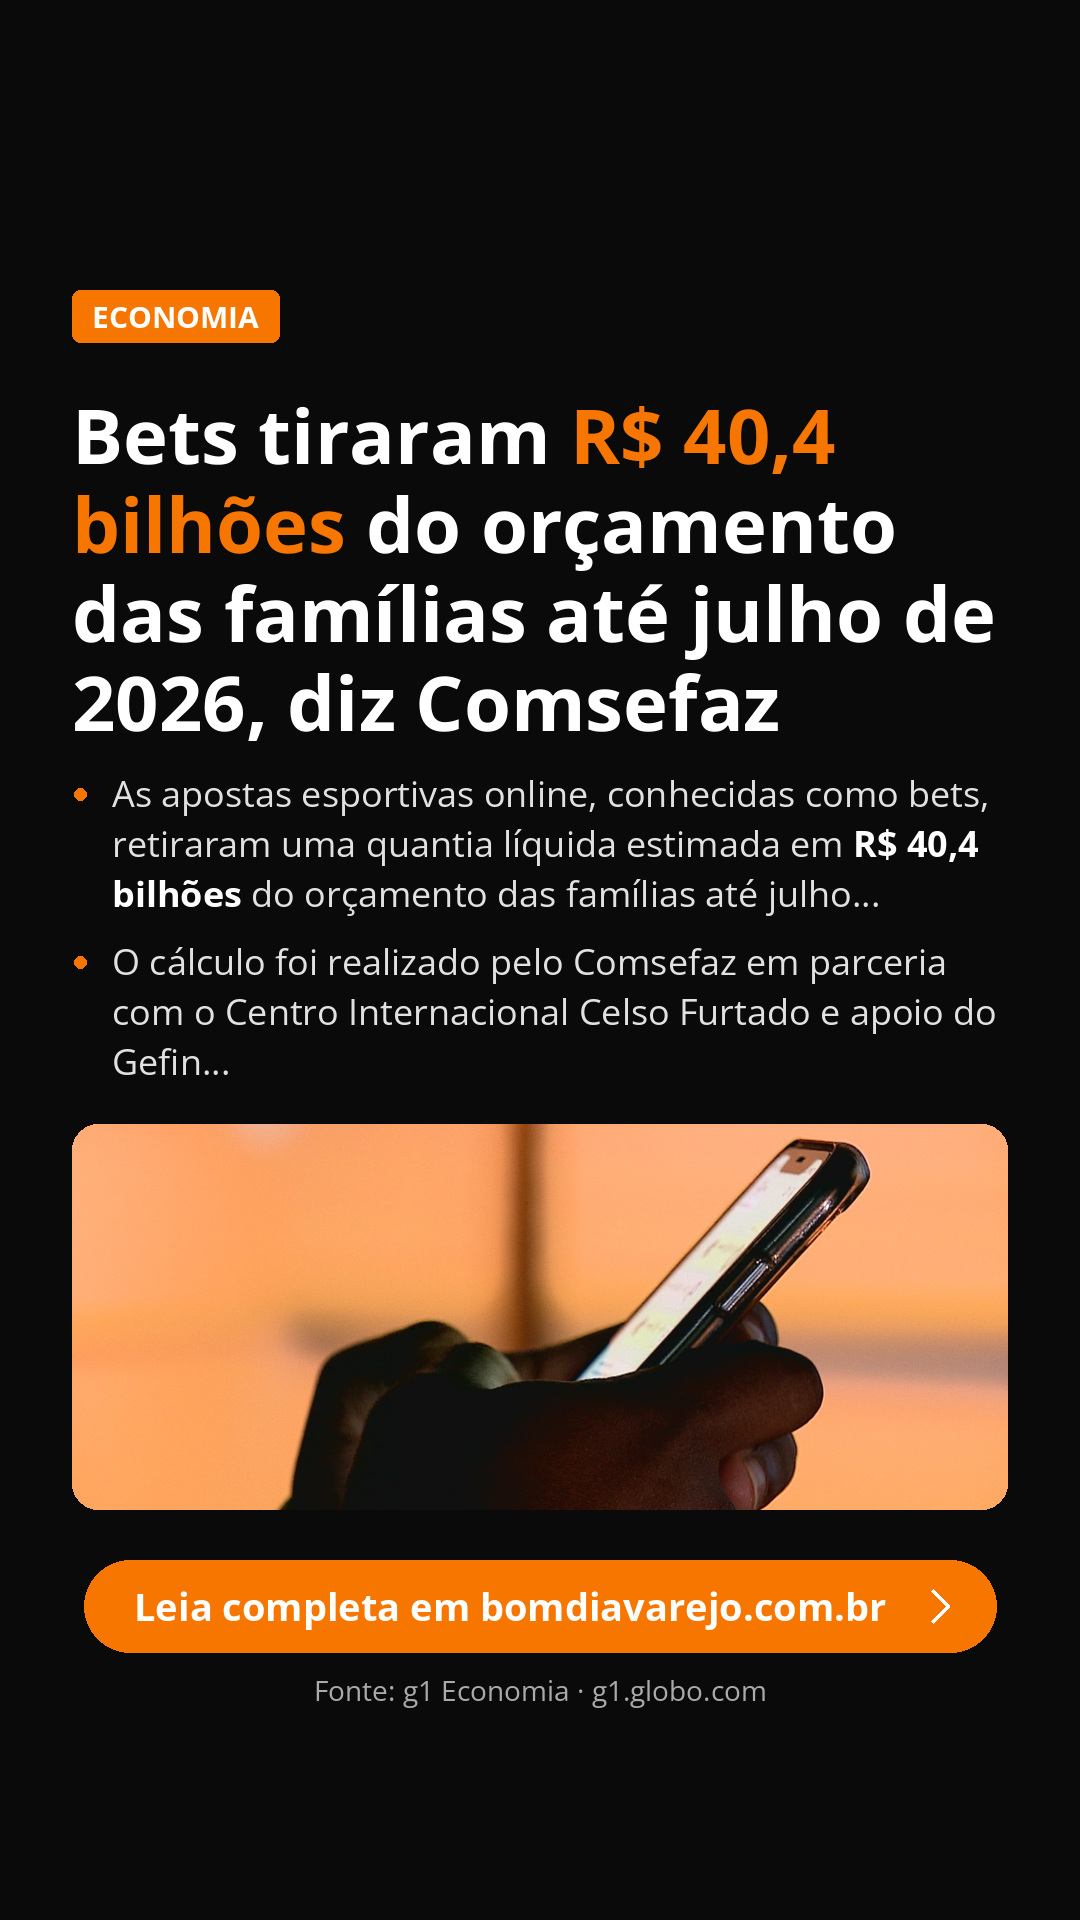 ECONOMIA
Bets tiraram R$ 40,4
bilhões do orçamento
das famílias até julho de
2026, diz Comsefaz
As apostas esportivas online, conhecidas como bets,
retiraram uma quantia líquida estimada em R$ 40,4
bilhões do orçamento das famílias até julho...
O cálculo foi realizado pelo Comsefaz em parceria
com o Centro Internacional Celso Furtado e apoio do
Gefin...
Leia completa em bomdiavarejo.com.br
Fonte: g1 Economia · g1.globo.com